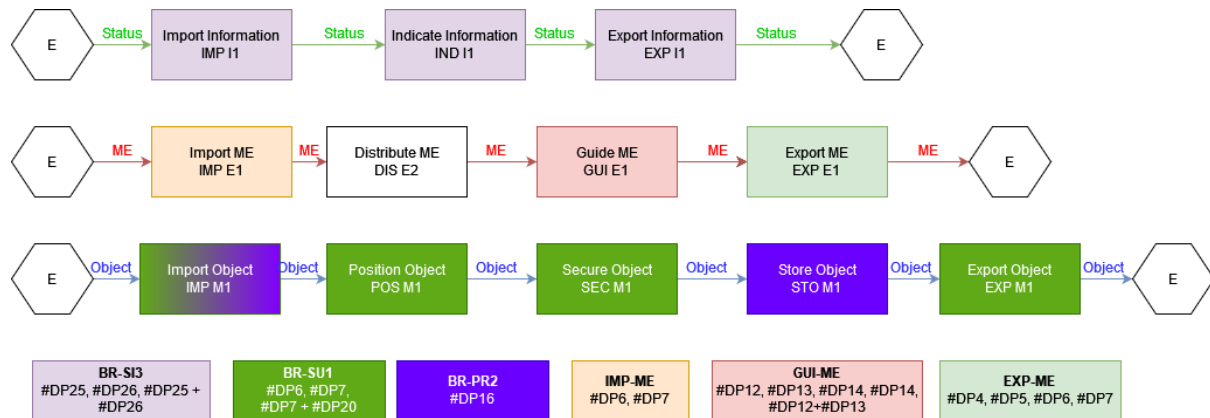 E Status Import Information Status Indicate Information Status Export Information Status E
IMP I1 IND I1 EXP I1
E ME Import ME ME Distribute ME ME Guide ME ME Export ME ME E
IMP E1 DIS E2 GUI E1 EXP E1
E Object Import Object Object Position Object Object Secure Object Object Store Object Object Export Object Object E
IMP M1 POS M1 SEC M1 STO M1 EXP M1
BR-SI3
#DP25, #DP26, #DP25 +
#DP26
BR-SU1
#DP6, #DP7,
#DP7 + #DP20
BR-PR2
#DP16
IMP-ME
#DP6, #DP7
GUI-ME
#DP12, #DP13, #DP14, #DP14,
#DP12+#DP13
EXP-ME
#DP4, #DP5, #DP6, #DP7